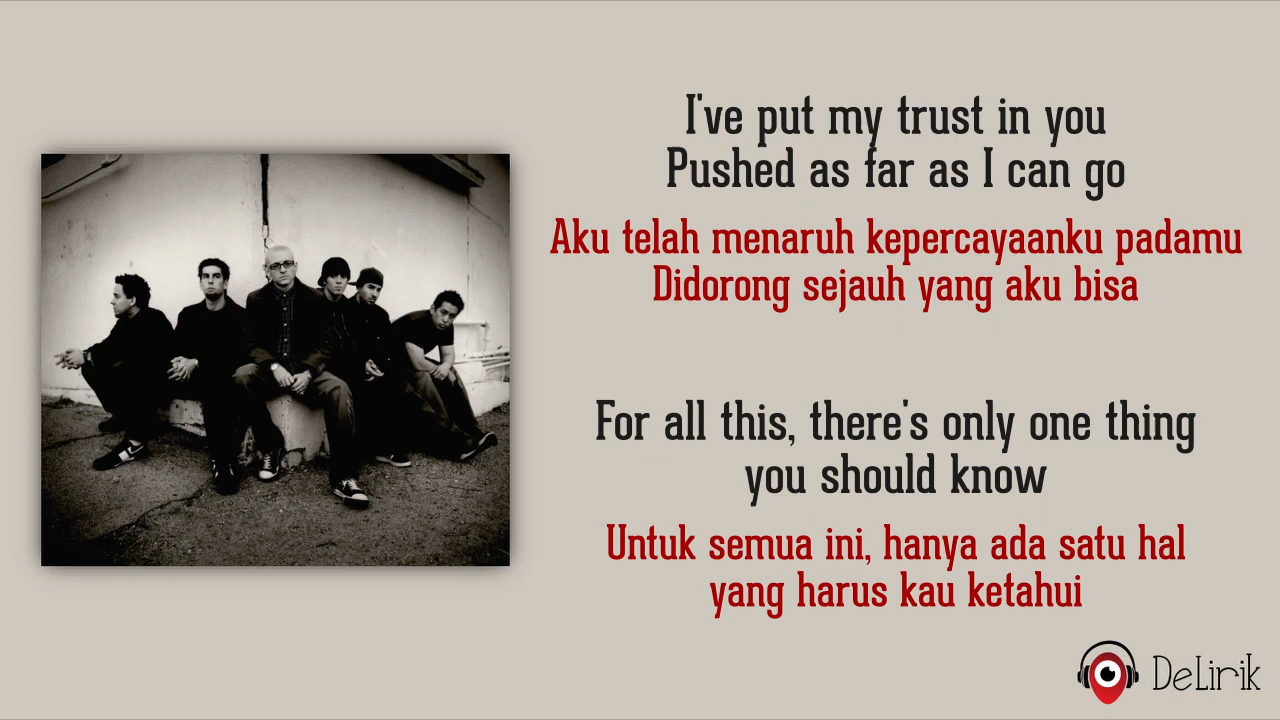 I've put my trust in you
Pushed as far as I can go
Aku telah menaruh kepercayaanku padamu
Didorong sejauh yang aku bisa
For all this, there's only one thing
you should know
Untuk semua ini, hanya ada satu hal
yang harus kau ketahui
DeLirik